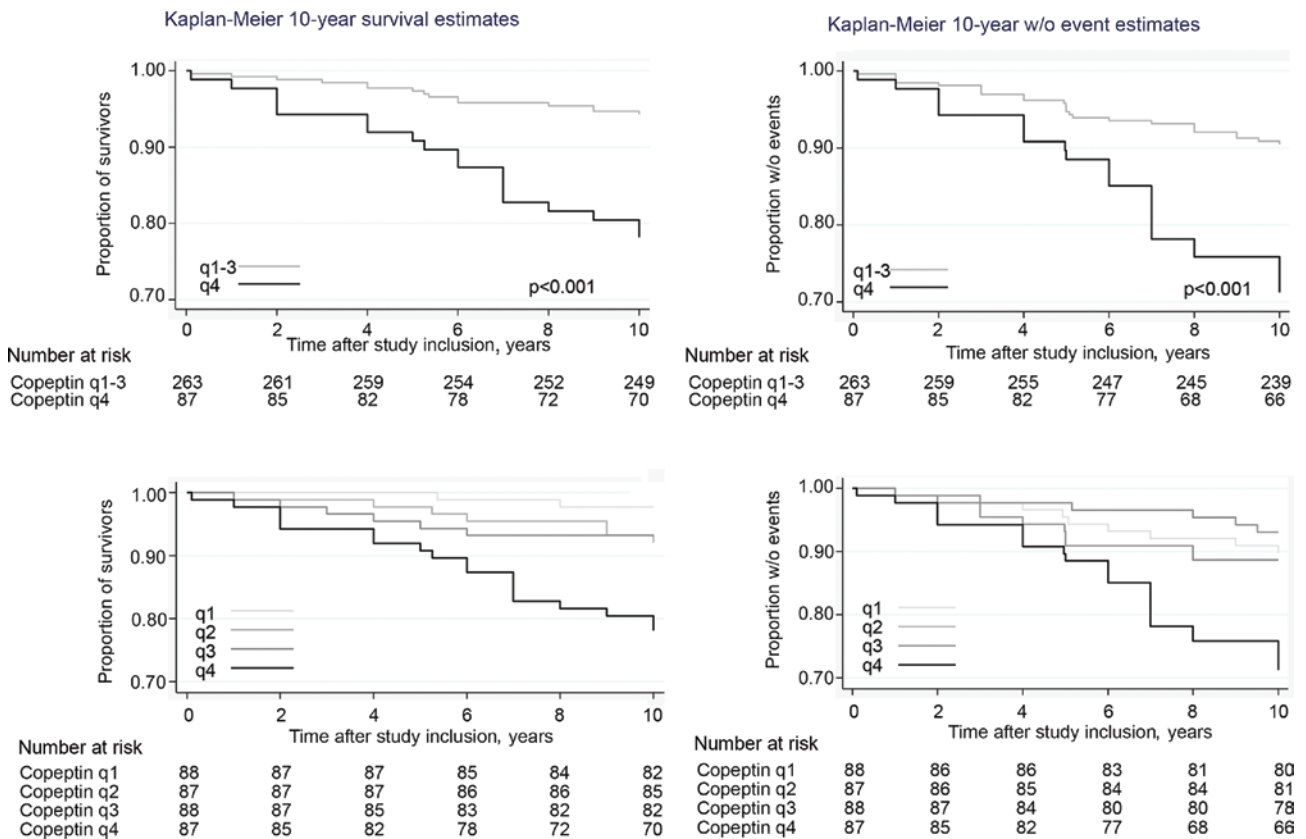 Kaplan-Meier 10-year survival estimates
1.00
0.90
0.80
0.70
Proportion of survivors
q1-3
q4
p<0.001
0 2 4 6 8 10
Time after study inclusion, years
Number at risk
Copeptin q1-3 263 261 259 254 252 249
Copeptin q4 87 85 82 78 72 70
Kaplan-Meier 10-year w/o event estimates
1.00
0.90
0.80
0.70
Proportion w/o events
q1-3
q4
p<0.001
0 2 4 6 8 10
Time after study inclusion, years
Number at risk
Copeptin q1-3 263 259 255 247 245 239
Copeptin q4 87 85 82 77 68 66
1.00
0.90
0.80
0.70
Proportion of survivors
q1
q2
q3
q4
0 2 4 6 8 10
Time after study inclusion, years
Number at risk
Copeptin q1 88 87 87 85 84 82
Copeptin q2 87 87 87 86 86 85
Copeptin q3 88 87 85 83 82 82
Copeptin q4 87 85 82 78 72 70
1.00
0.90
0.80
0.70
Proportion w/o events
q1
q2
q3
q4
0 2 4 6 8 10
Time after study inclusion, years
Number at risk
Copeptin q1 88 86 86 83 81 80
Copeptin q2 87 86 85 84 84 81
Copeptin q3 88 87 84 80 80 78
Copeptin q4 87 85 82 77 68 66